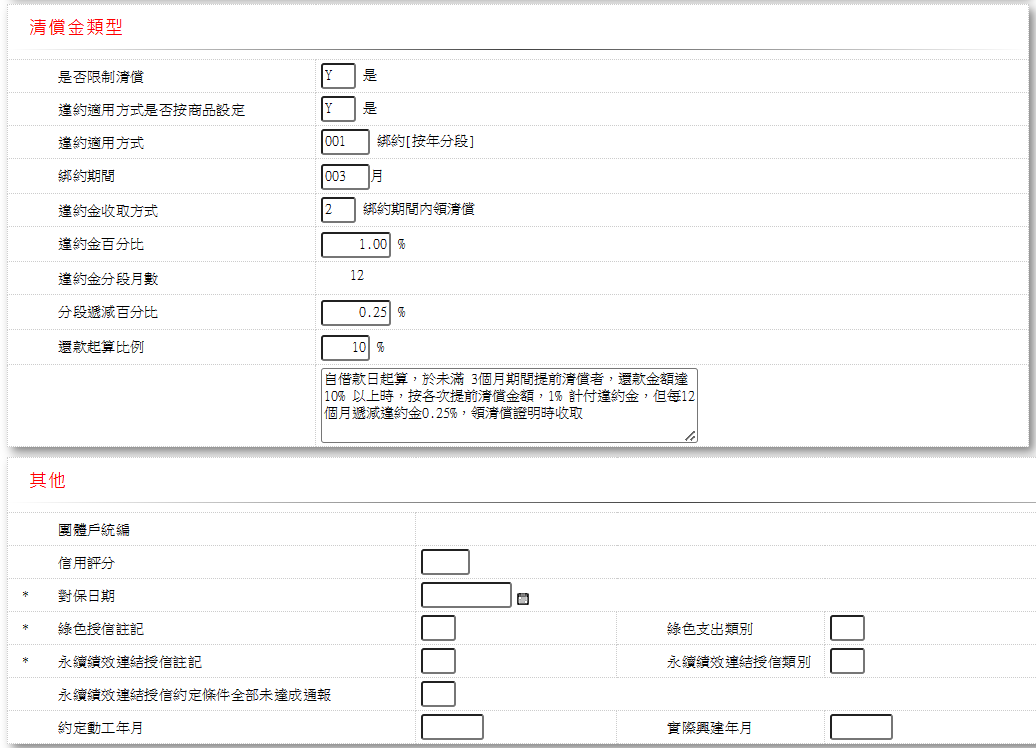 清償金類型
是否限制清償 Y 是
違約適用方式是否按商品設定 Y 是
違約適用方式 001 綁約[按年分段]
綁約期間 003 月
違約金收取方式 2 綁約期間內領清償
違約金百分比 1.00 %
違約金分段月數 12
分段遞減百分比 0.25 %
還款起算比例 10 %
自借款日起算，於未滿 3個月期間提前清償者，還款金額達
10% 以上時，按各次提前清償金額，1% 計付違約金，但每12
個月遞減違約金0.25%，領清償證明時收取
其他
團體戶統編
信用評分
* 對保日期
* 綠色授信註記 綠色支出類別
* 永續績效連結授信註記 永續績效連結授信類別
永續績效連結授信約定條件全部未達成通報
約定動工年月 實際興建年月